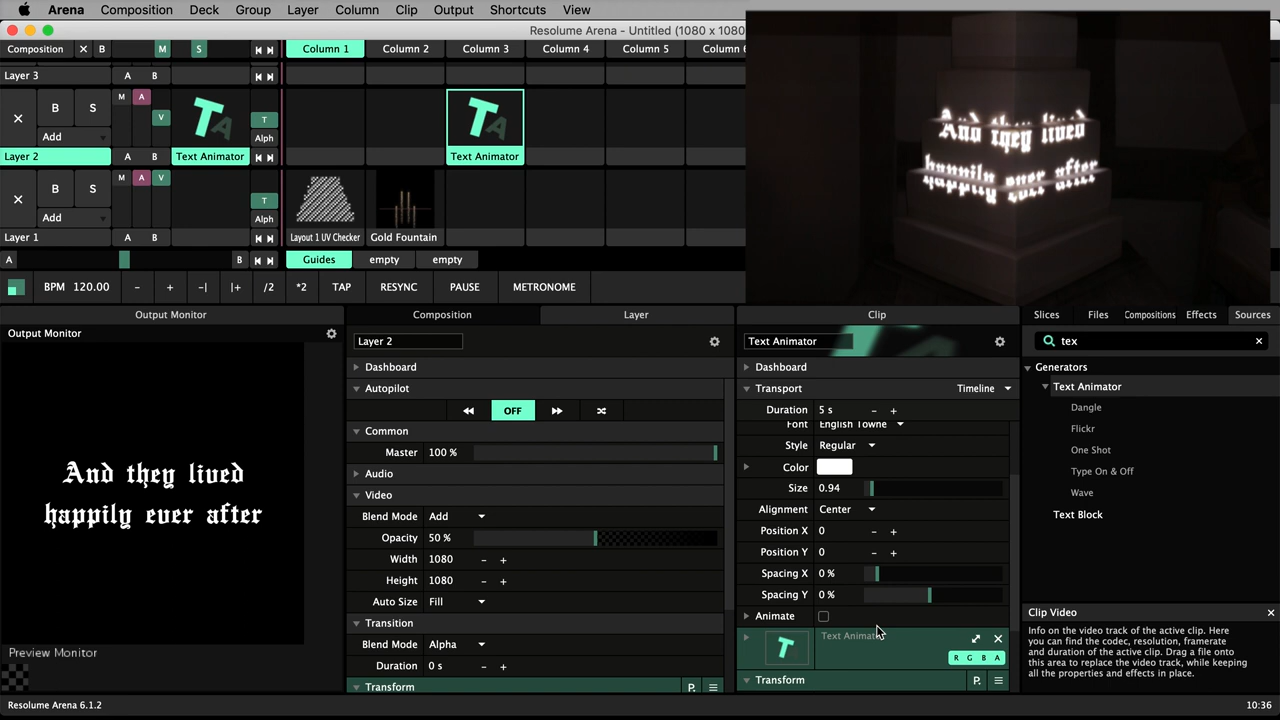 Arena Composition Deck Group Layer Column Clip Output Shortcuts View
Resolume Arena - Untitled (1080 x 1080
Composition ✕ B M S Column 1 Column 2 Column 3 Column 4 Column 5 Column 6
Layer 3 A B
B S M A V T
Add Alph
Layer 2 A B Text Animator Text Animator
B S M A V T
Add Alph
Layer 1 A B Layout 1 UV Checker Gold Fountain
A B Guides empty empty
BPM 120.00 - + -| |+ /2 *2 TAP RESYNC PAUSE METRONOME
And they lived
happily ever after
Output Monitor
Output Monitor
And they lived
happily ever after
Preview Monitor
Composition Layer
Layer 2
Dashboard
Autopilot
OFF
Common
Master 100 %
Audio
Video
Blend Mode Add
Opacity 50 %
Width 1080 - +
Height 1080 - +
Auto Size Fill
Transition
Blend Mode Alpha
Duration 0 s - +
Transform P.
Clip
Text Animator
Dashboard
Transport Timeline
Duration 5 s - +
Font English Towne
Style Regular
Color
Size 0.94
Alignment Center
Position X 0 - +
Position Y 0 - +
Spacing X 0 %
Spacing Y 0 %
Animate
Text Animator
R G B A
Transform P.
Slices Files Compositions Effects Sources
tex
Generators
Text Animator
Dangle
Flickr
One Shot
Type On & Off
Wave
Text Block
Clip Video
Info on the video track of the active clip. Here
you can find the codec, resolution, framerate
and duration of the active clip. Drag a file onto
this area to replace the video track, while keeping
all the properties and effects in place.
Resolume Arena 6.1.2 10:36